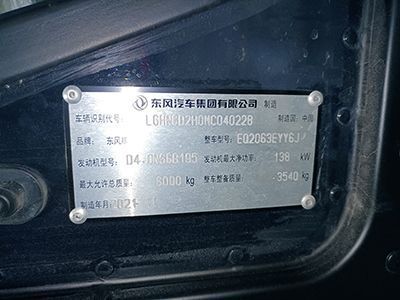 东风汽车集团有限公司 制造
车辆识别代号: LGHNCD2H0MC040228 制造国: 中国
品牌: 东风牌 整车型号: EQ2063EYY6J
发动机型号: 发动机最大净功率: 138 kW
最大允许总质量: 6000 kg 整车整备质量: 3540 kg
制造年月: 2021